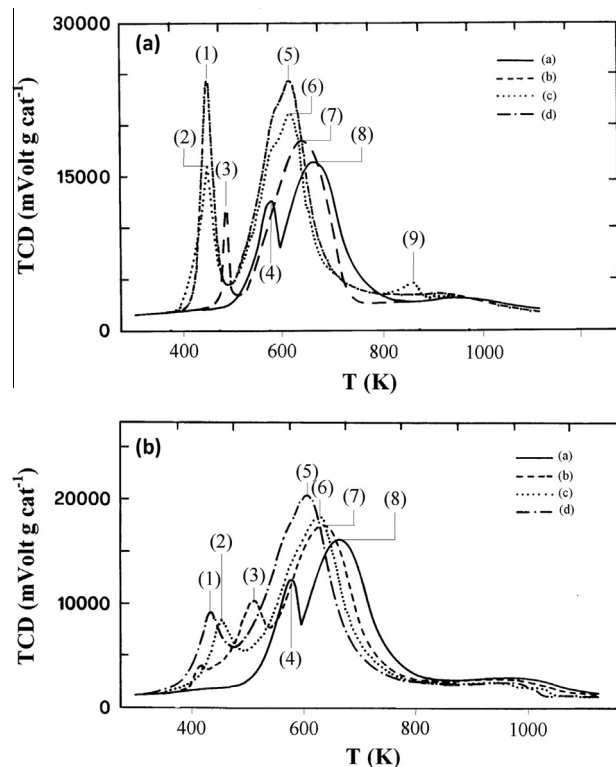 30000
(a)
(1)
(5)
(a)
(b)
(c)
(d)
(6)
(7)
(2)
(3)
(8)
15000
TCD (mVolt g cat⁻¹)
(4)
(9)
0
400
600
800
1000
T (K)
(b)
(a)
(b)
(c)
(d)
(5)
(6)
20000
(7)
(8)
(2)
(1)
(3)
10000
TCD (mVolt g cat⁻¹)
(4)
0
400
600
800
1000
T (K)